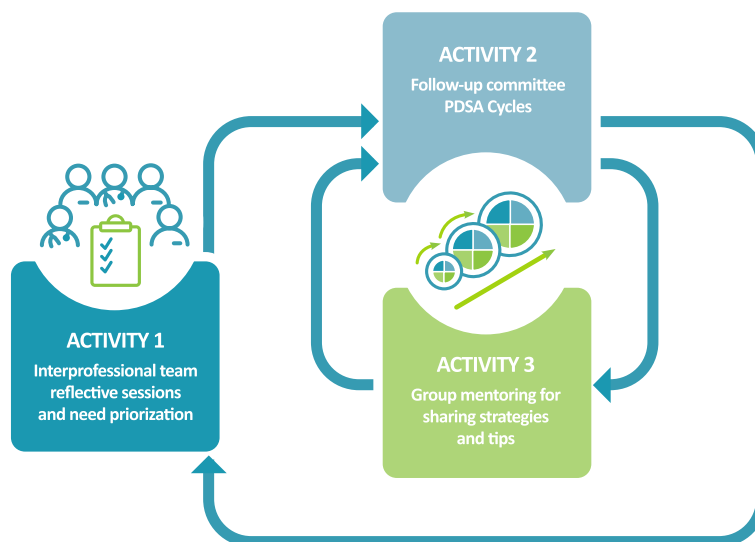 ACTIVITY 2
Follow-up committee
PDSA Cycles
ACTIVITY 1
Interprofessional team
reflective sessions
and need priorization
ACTIVITY 3
Group mentoring for
sharing strategies
and tips